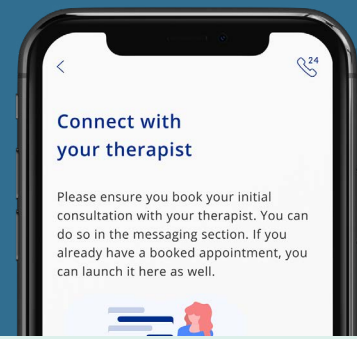 24
Connect with
your therapist
Please ensure you book your initial
consultation with your therapist. You can
do so in the messaging section. If you
already have a booked appointment, you
can launch it here as well.